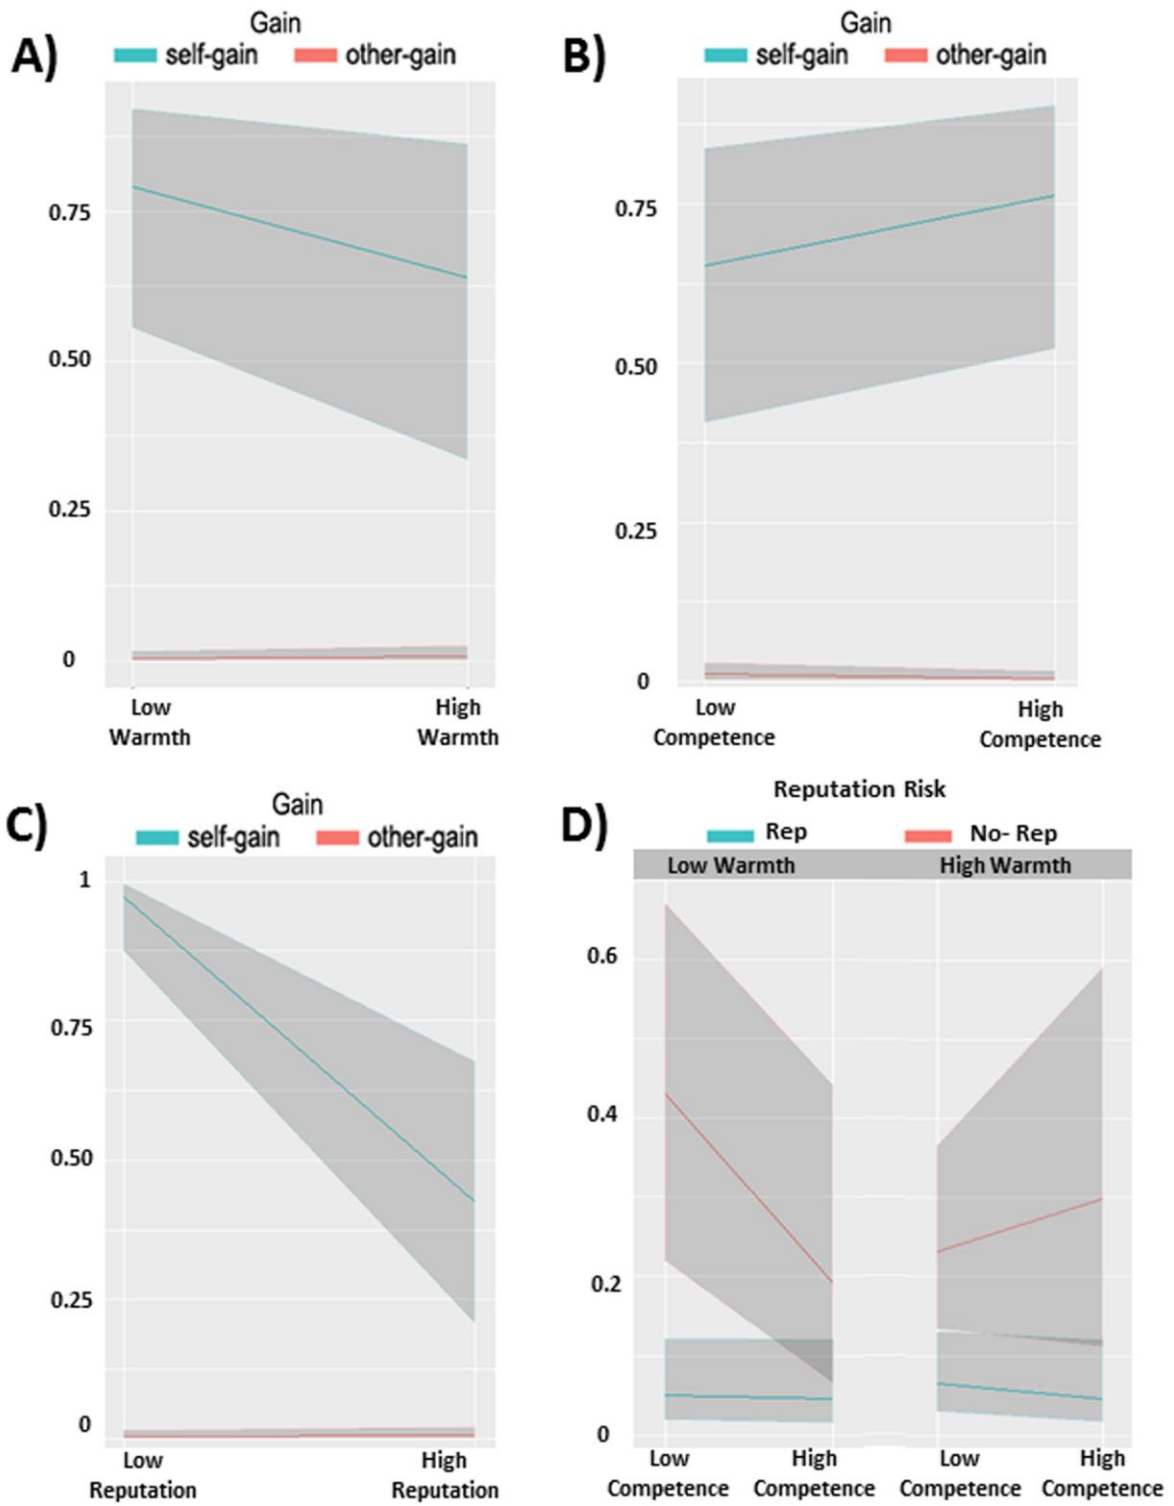 A)
Gain
self-gain other-gain
0.75
0.50
0.25
0
Low
Warmth
High
Warmth
B)
Gain
self-gain other-gain
0.75
0.50
0.25
0
Low
Competence
High
Competence
C)
Gain
self-gain other-gain
1
0.75
0.50
0.25
0
Low
Reputation
High
Reputation
D)
Reputation Risk
Rep No- Rep
Low Warmth High Warmth
0.6
0.4
0.2
0
Low
Competence
High
Competence
Low
Competence
High
Competence